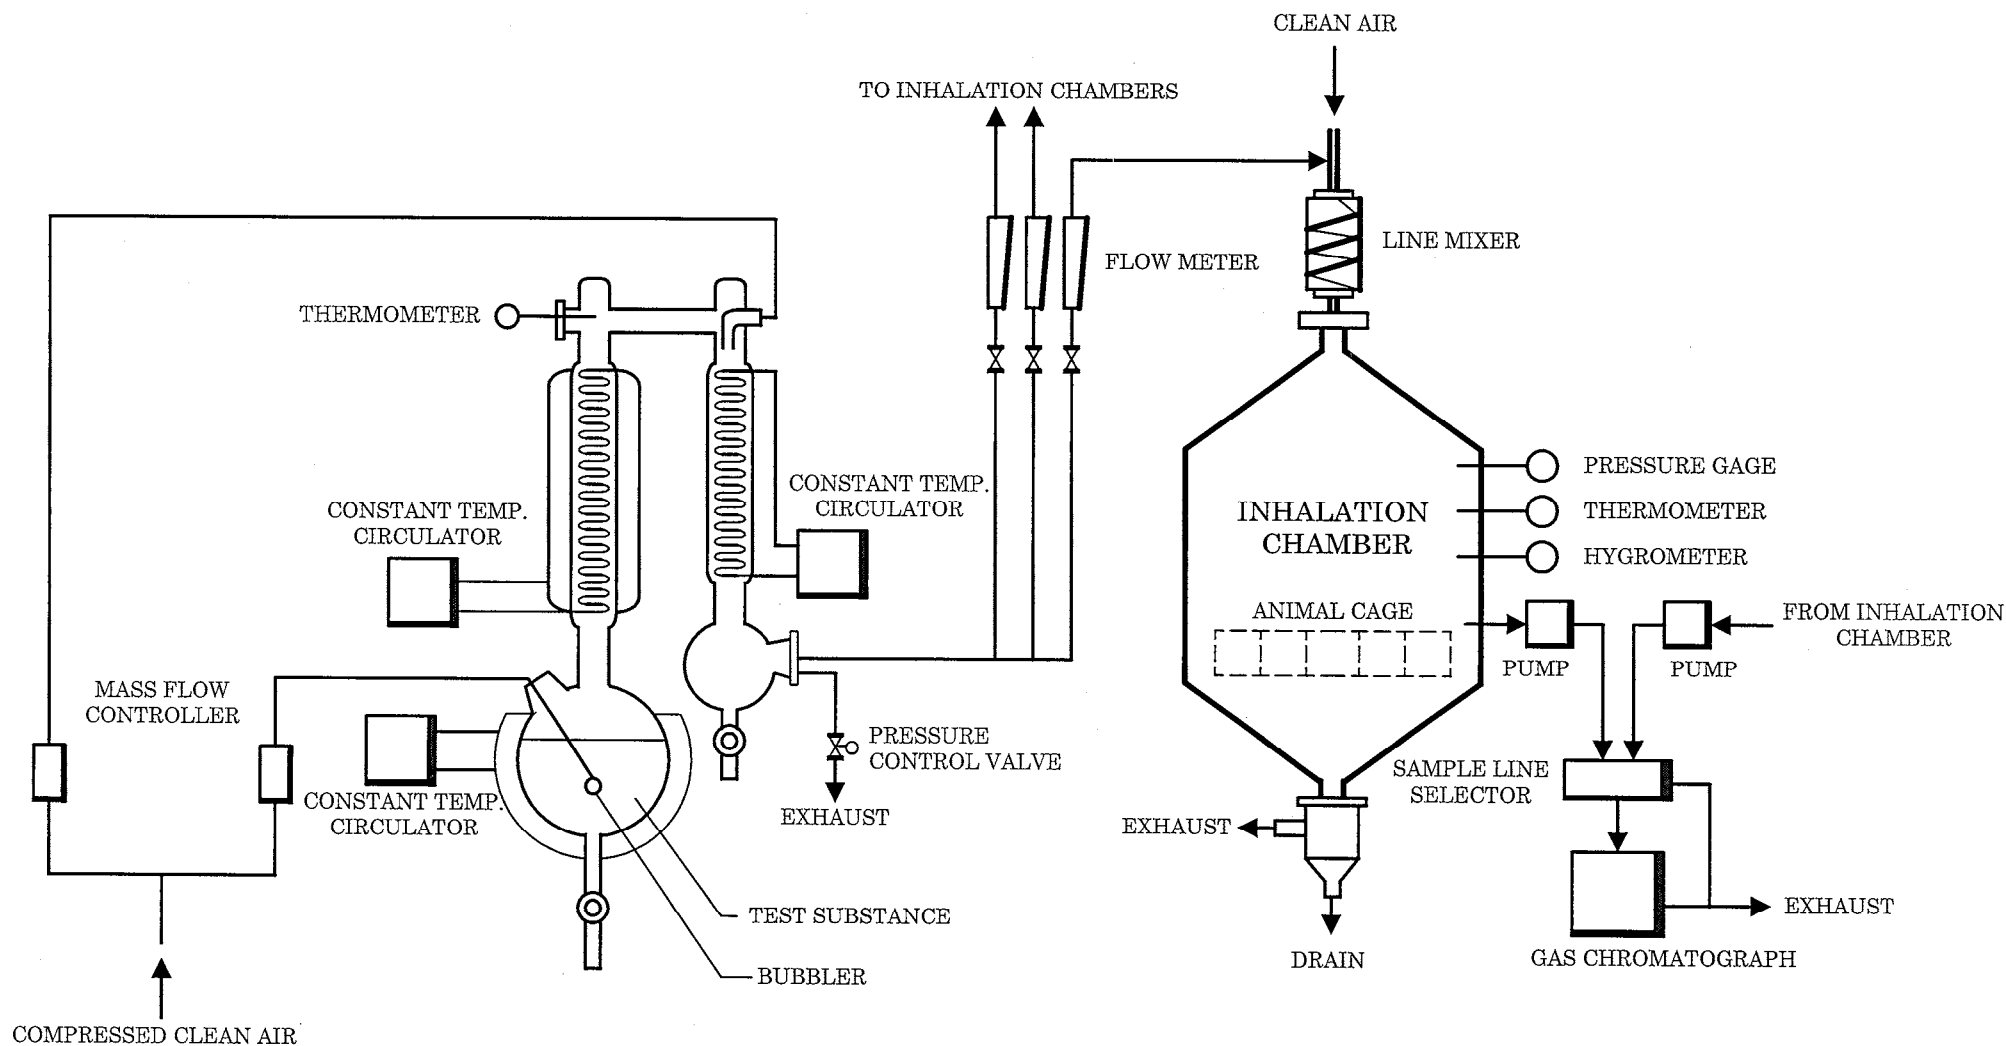 CLEAN AIR
TO INHALATION CHAMBERS
LINE MIXER
FLOW METER
THERMOMETER
PRESSURE GAGE
CONSTANT TEMP.
CIRCULATOR
CONSTANT TEMP.
CIRCULATOR
INHALATION
CHAMBER
THERMOMETER
HYGROMETER
ANIMAL CAGE
FROM INHALATION
CHAMBER
PUMP
PUMP
MASS FLOW
CONTROLLER
PRESSURE
CONTROL VALVE
SAMPLE LINE
SELECTOR
CONSTANT TEMP.
CIRCULATOR
EXHAUST
EXHAUST
TEST SUBSTANCE
EXHAUST
DRAIN
GAS CHROMATOGRAPH
BUBBLER
COMPRESSED CLEAN AIR